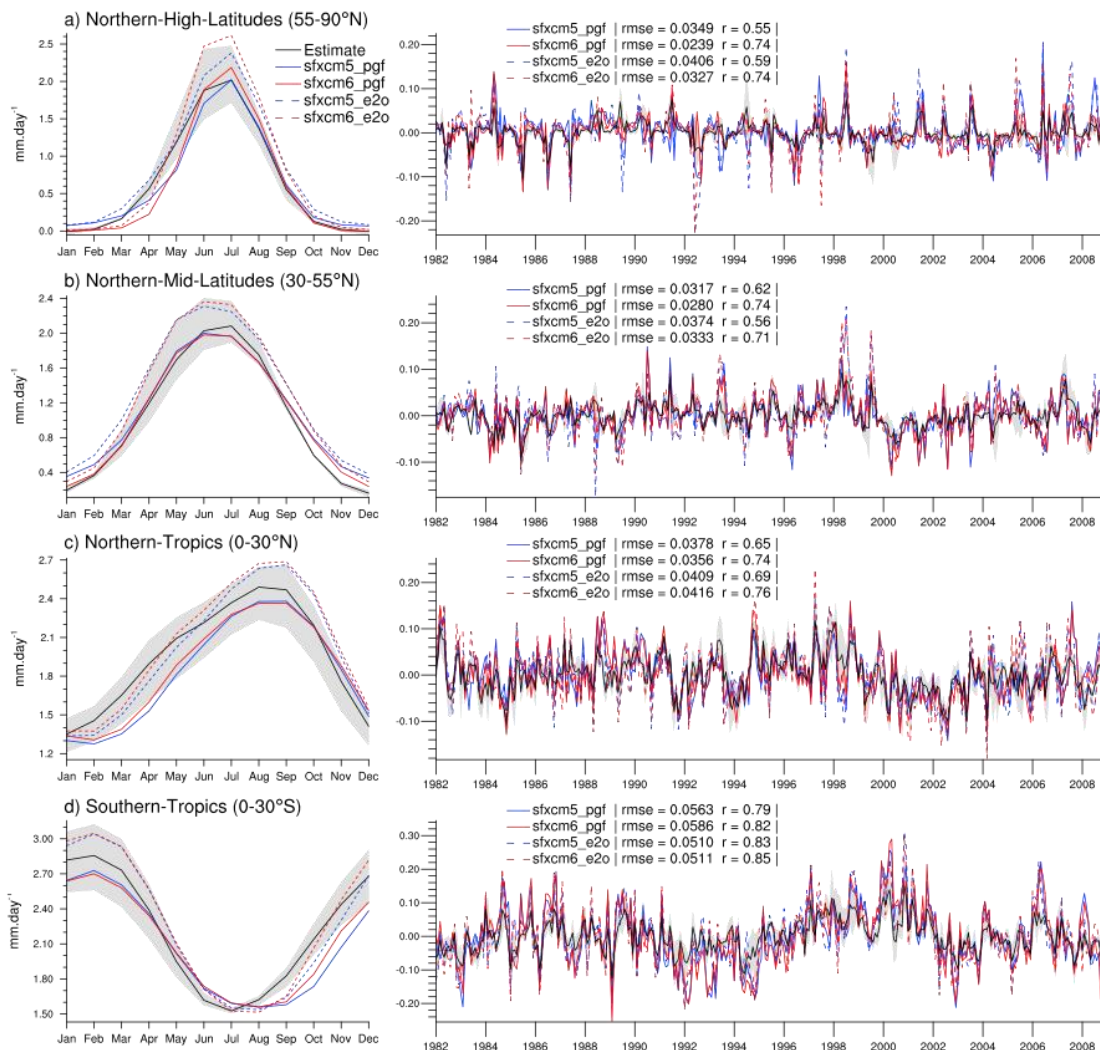 a) Northern-High-Latitudes (55-90°N)
Estimate
sfxcm5_pgf
sfxcm6_pgf
sfxcm5_e2o
sfxcm6_e2o
mm.day-1
2.5
2.0
1.5
1.0
0.5
0.0
Jan Feb Mar Apr May Jun Jul Aug Sep Oct Nov Dec
sfxcm5_pgf | rmse = 0.0349 r = 0.55 |
sfxcm6_pgf | rmse = 0.0239 r = 0.74 |
sfxcm5_e2o | rmse = 0.0406 r = 0.59 |
sfxcm6_e2o | rmse = 0.0327 r = 0.74 |
0.20
0.10
0.00
-0.10
-0.20
1982 1984 1986 1988 1990 1992 1994 1996 1998 2000 2002 2004 2006 2008
b) Northern-Mid-Latitudes (30-55°N)
mm.day-1
2.4
2.0
1.6
1.2
0.8
0.4
Jan Feb Mar Apr May Jun Jul Aug Sep Oct Nov Dec
sfxcm5_pgf | rmse = 0.0317 r = 0.62 |
sfxcm6_pgf | rmse = 0.0280 r = 0.74 |
sfxcm5_e2o | rmse = 0.0374 r = 0.56 |
sfxcm6_e2o | rmse = 0.0333 r = 0.71 |
0.20
0.10
0.00
-0.10
1982 1984 1986 1988 1990 1992 1994 1996 1998 2000 2002 2004 2006 2008
c) Northern-Tropics (0-30°N)
mm.day-1
2.7
2.4
2.1
1.8
1.5
1.2
Jan Feb Mar Apr May Jun Jul Aug Sep Oct Nov Dec
sfxcm5_pgf | rmse = 0.0378 r = 0.65 |
sfxcm6_pgf | rmse = 0.0356 r = 0.74 |
sfxcm5_e2o | rmse = 0.0409 r = 0.69 |
sfxcm6_e2o | rmse = 0.0416 r = 0.76 |
0.20
0.10
0.00
-0.10
1982 1984 1986 1988 1990 1992 1994 1996 1998 2000 2002 2004 2006 2008
d) Southern-Tropics (0-30°S)
mm.day-1
3.00
2.70
2.40
2.10
1.80
1.50
Jan Feb Mar Apr May Jun Jul Aug Sep Oct Nov Dec
sfxcm5_pgf | rmse = 0.0563 r = 0.79 |
sfxcm6_pgf | rmse = 0.0586 r = 0.82 |
sfxcm5_e2o | rmse = 0.0510 r = 0.83 |
sfxcm6_e2o | rmse = 0.0511 r = 0.85 |
0.30
0.20
0.10
0.00
-0.10
-0.20
1982 1984 1986 1988 1990 1992 1994 1996 1998 2000 2002 2004 2006 2008